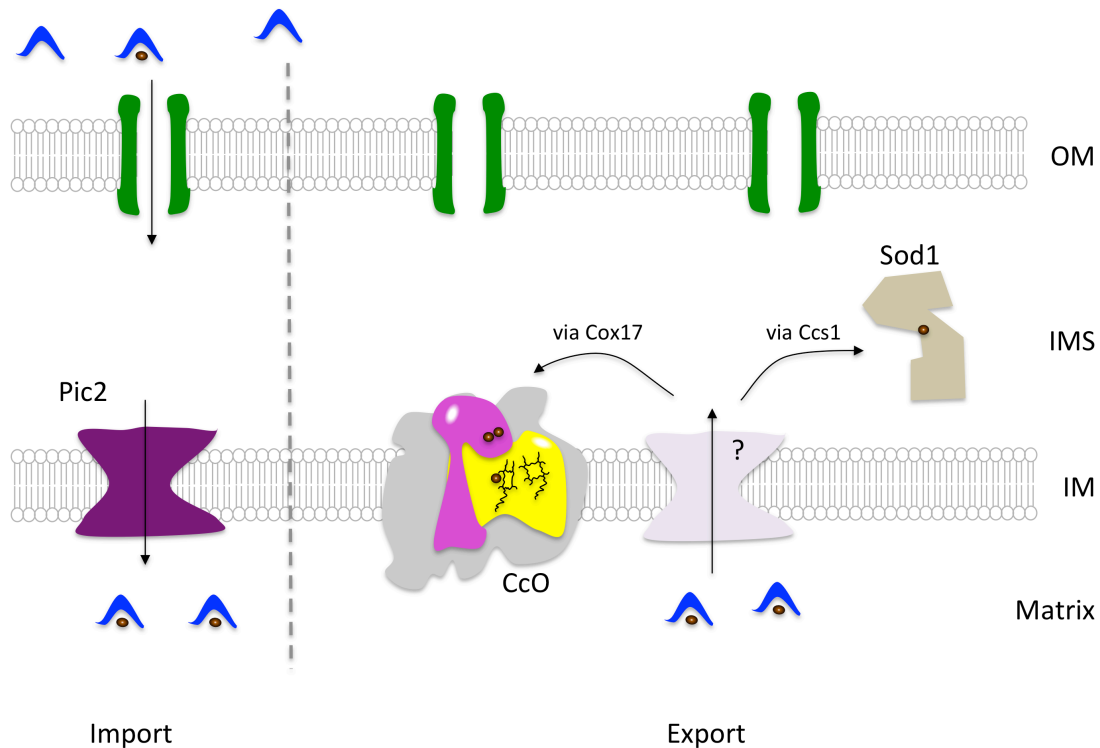 OM
Sod1
via Cox17
via Ccs1
IMS
Pic2
?
IM
CcO
Matrix
Import
Export